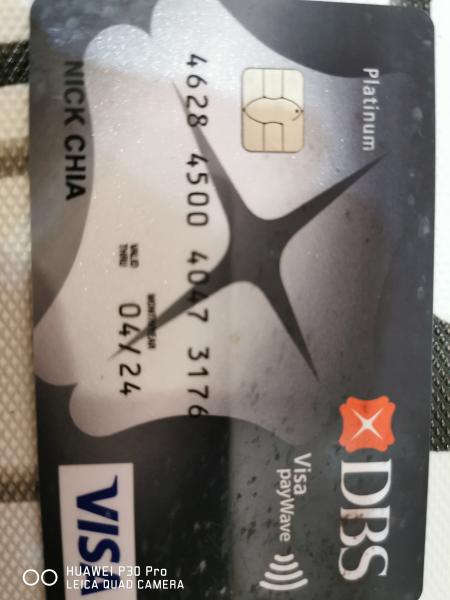 Platinum
DBS
Visa
payWave
4628 4500 4047 3176
MONTH/YEAR
VALID
THRU
04/24
NICK CHIA
VISA
HUAWEI P30 Pro
LEICA QUAD CAMERA